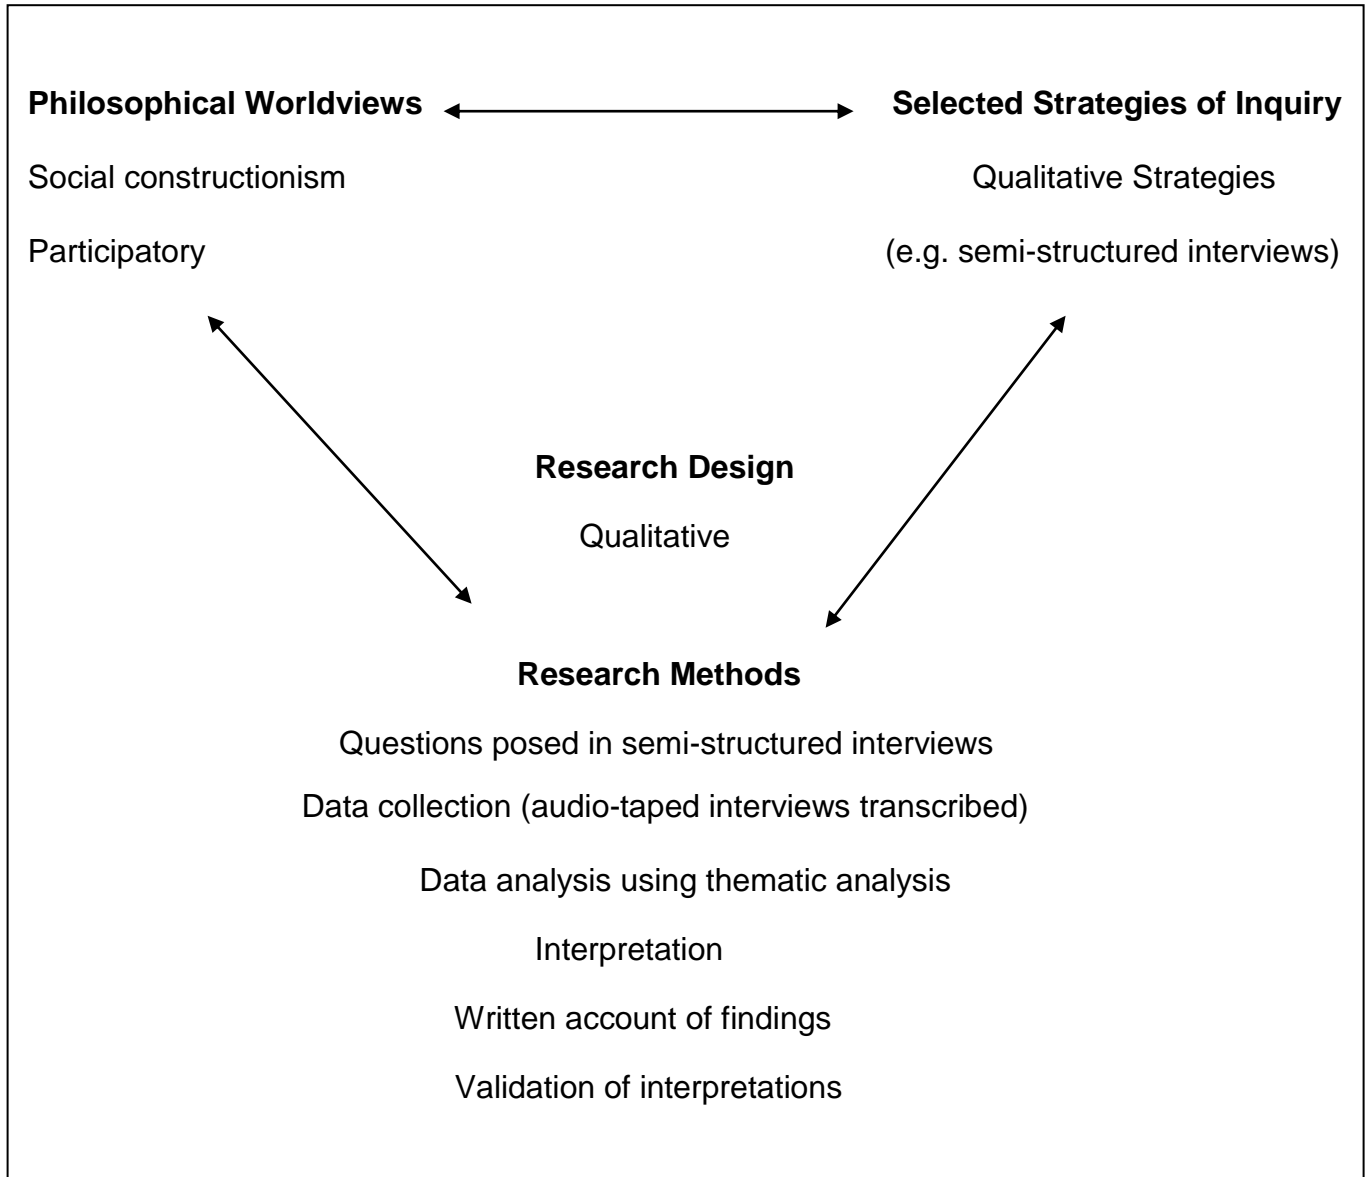 Philosophical Worldviews
Selected Strategies of Inquiry
Social constructionism
Qualitative Strategies
Participatory
(e.g. semi-structured interviews)
Research Design
Qualitative
Research Methods
Questions posed in semi-structured interviews
Data collection (audio-taped interviews transcribed)
Data analysis using thematic analysis
Interpretation
Written account of findings
Validation of interpretations